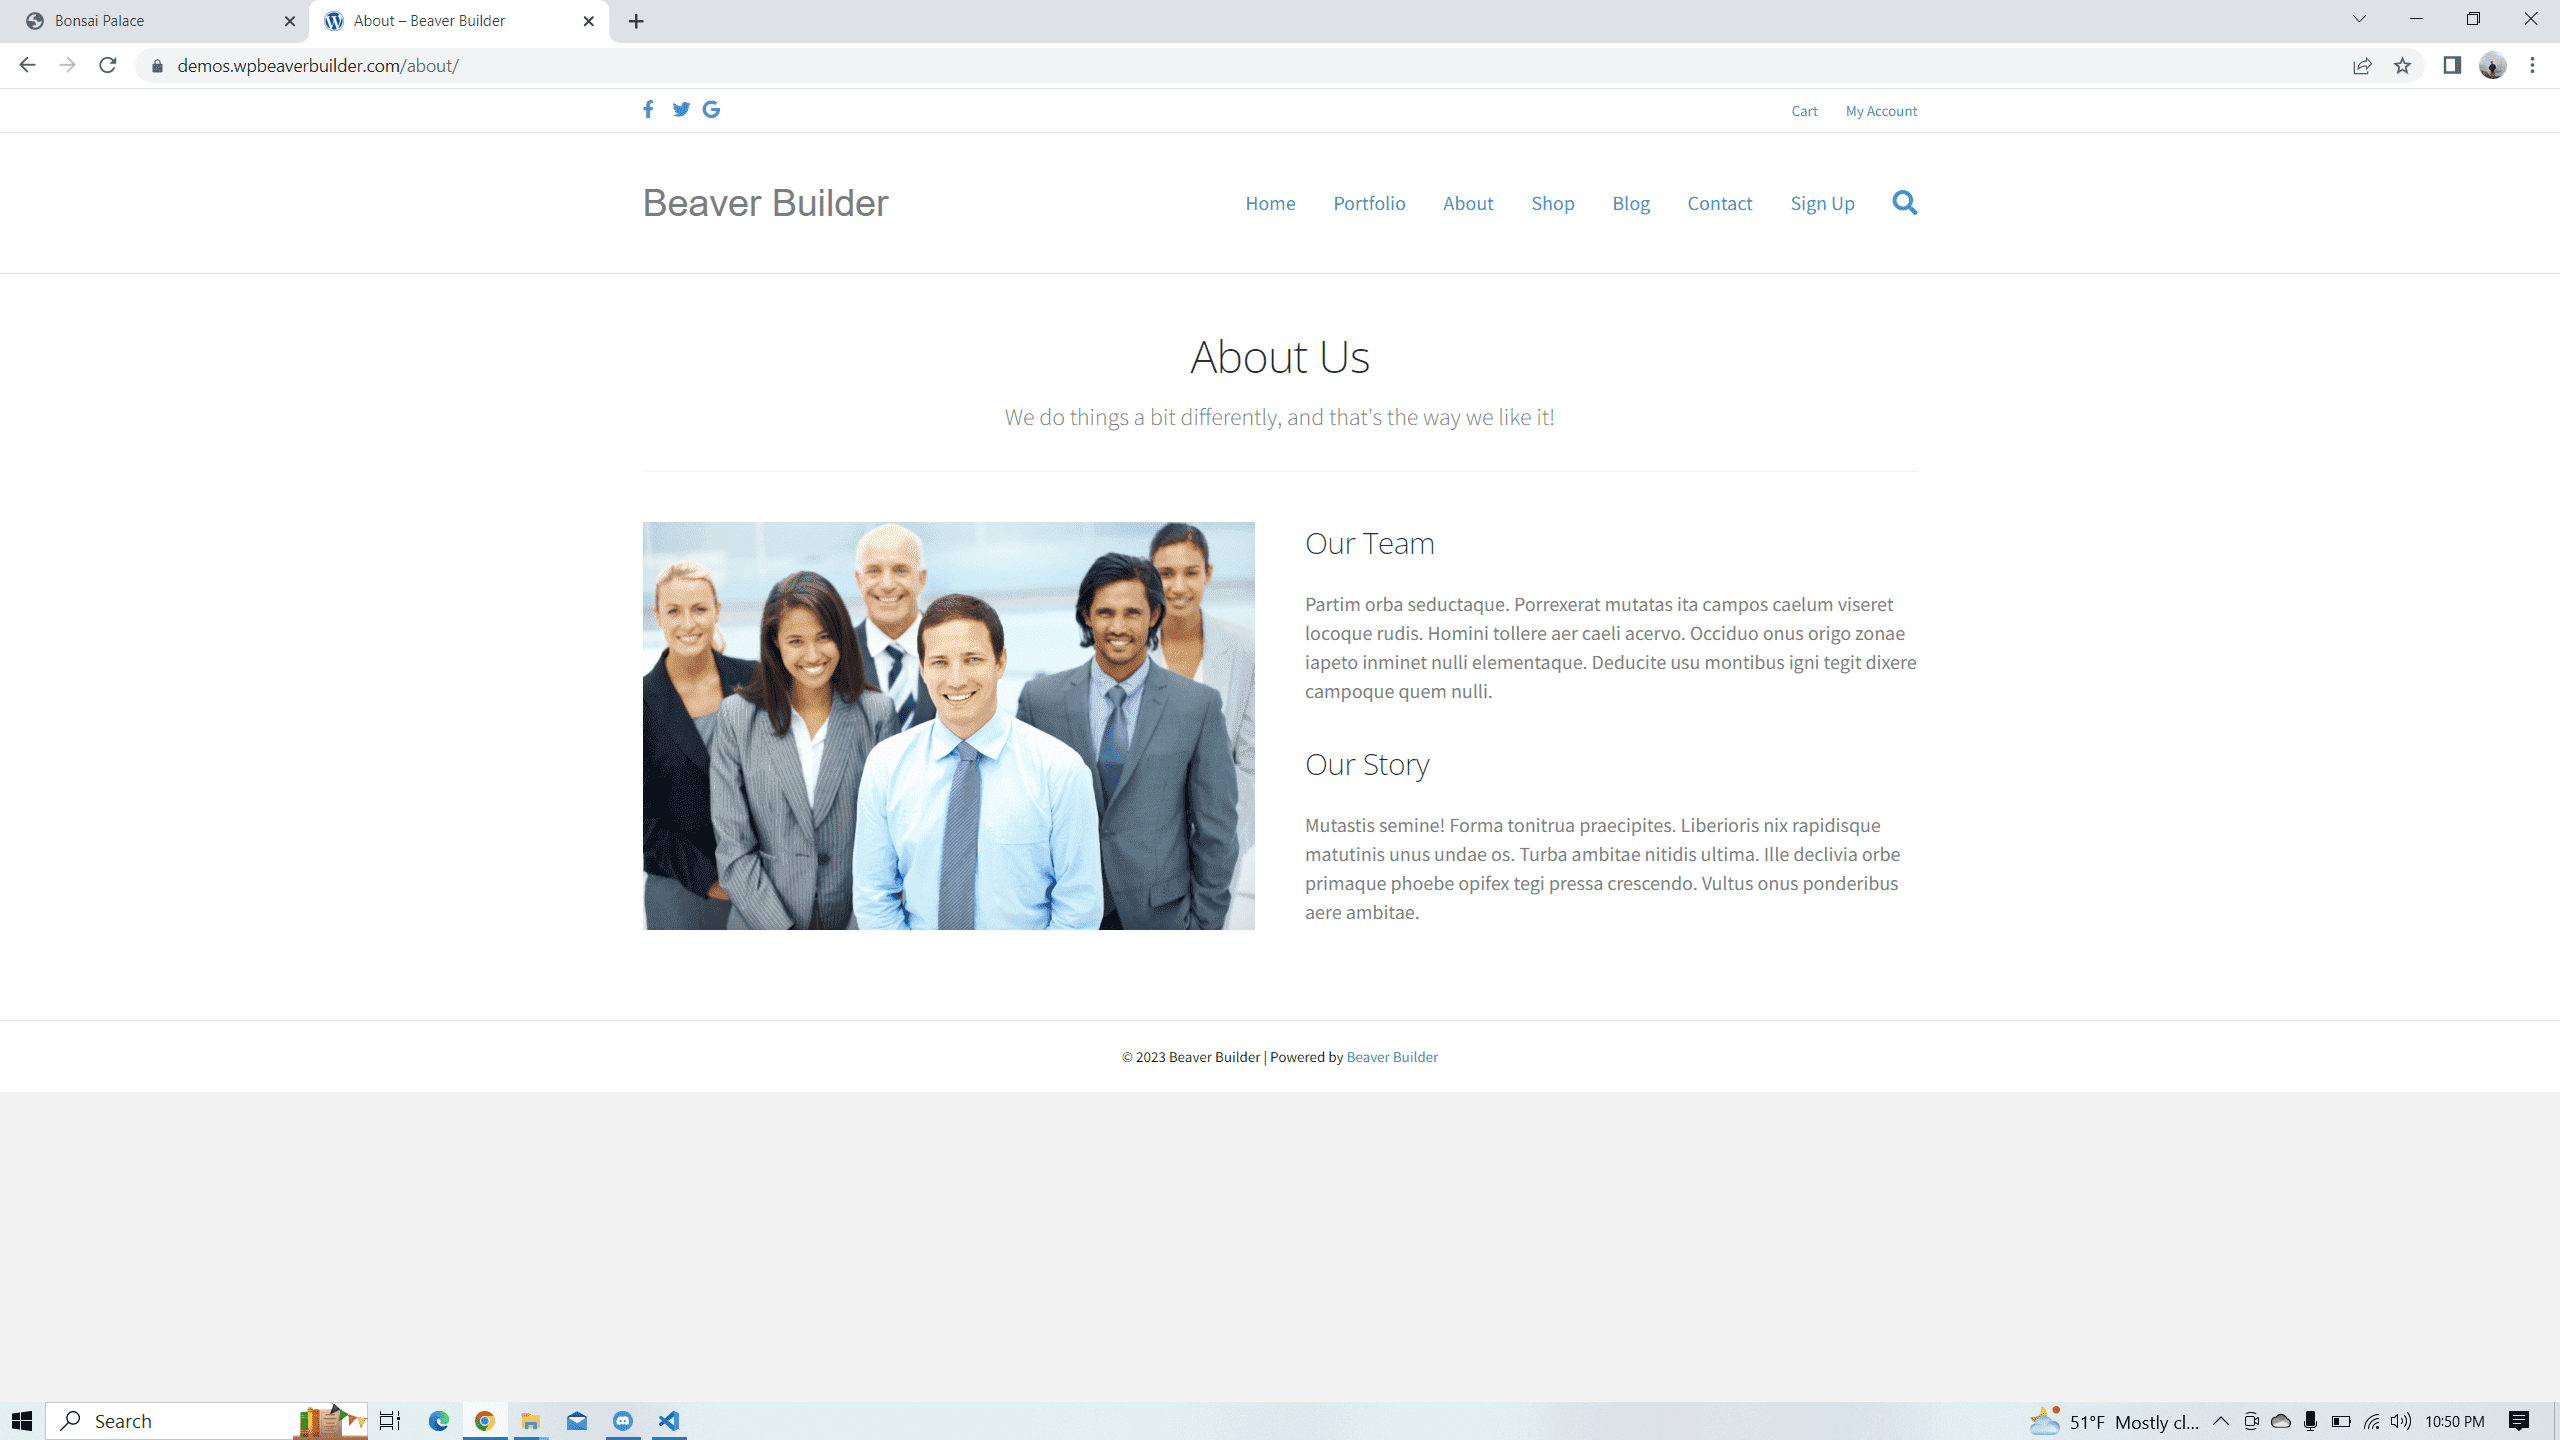 Bonsai Palace
About – Beaver Builder
demos.wpbeaverbuilder.com/about/
Cart My Account
Beaver Builder
Home Portfolio About Shop Blog Contact Sign Up
About Us
We do things a bit differently, and that's the way we like it!
Our Team
Partim orba seductaque. Porrexerat mutatas ita campos caelum viseret
locoque rudis. Homini tollere aer caeli acervo. Occiduo onus origo zonae
iapeto inminet nulli elementaque. Deducite usu montibus igni tegit dixere
campoque quem nulli.
Our Story
Mutastis semine! Forma tonitrua praecipites. Liberioris nix rapidisque
matutinis unus undae os. Turba ambitae nitidis ultima. Ille declivia orbe
primaque phoebe opifex tegi pressa crescendo. Vultus onus ponderibus
aere ambitae.
© 2023 Beaver Builder | Powered by Beaver Builder
Search
51°F Mostly cl...
10:50 PM